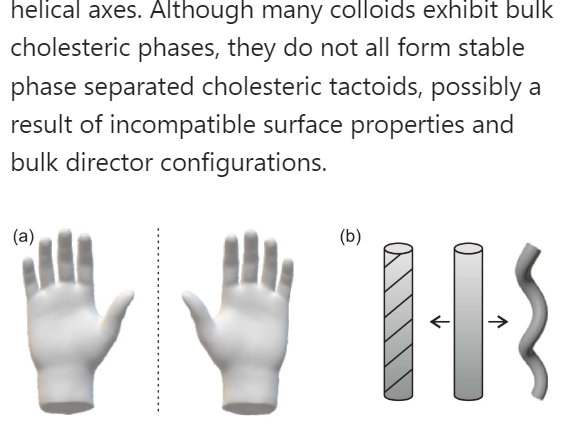 helical axes. Although many colloids exhibit bulk
cholesteric phases, they do not all form stable
phase separated cholesteric tactoids, possibly a
result of incompatible surface properties and
bulk director configurations.
(a)
(b)